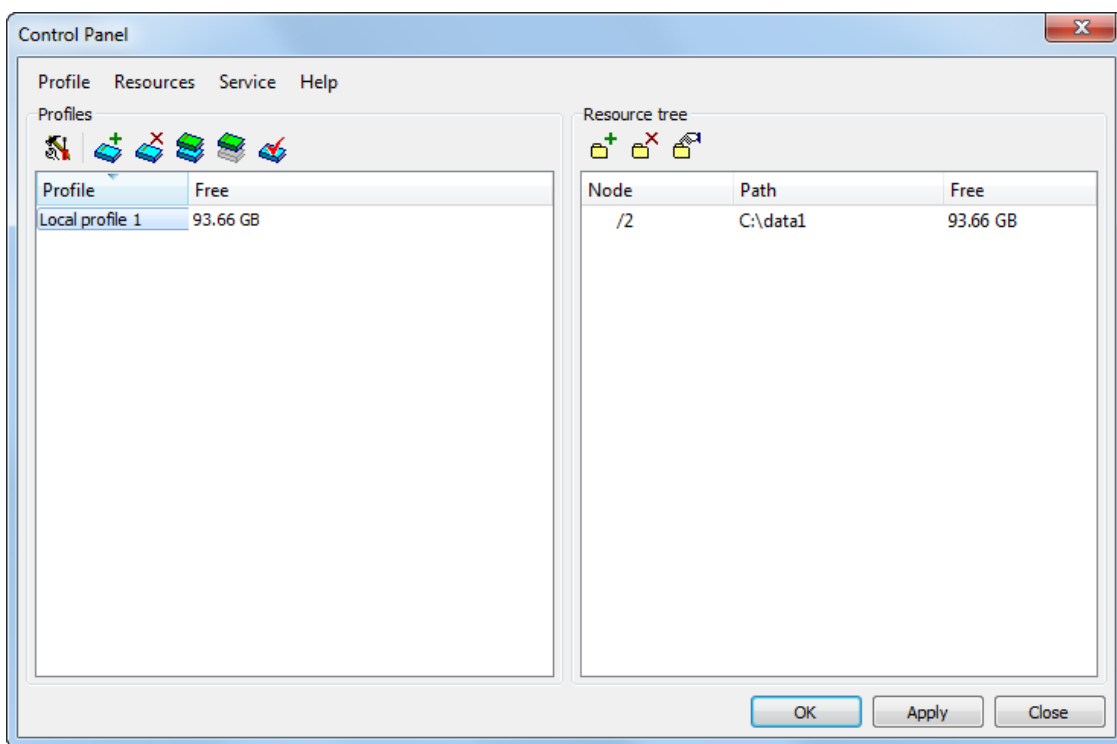 Control Panel
Profile Resources Service Help
Profiles
Resource tree
Profile Free
Local profile 1 93.66 GB
Node Path Free
/2 C:\data1 93.66 GB
OK Apply Close